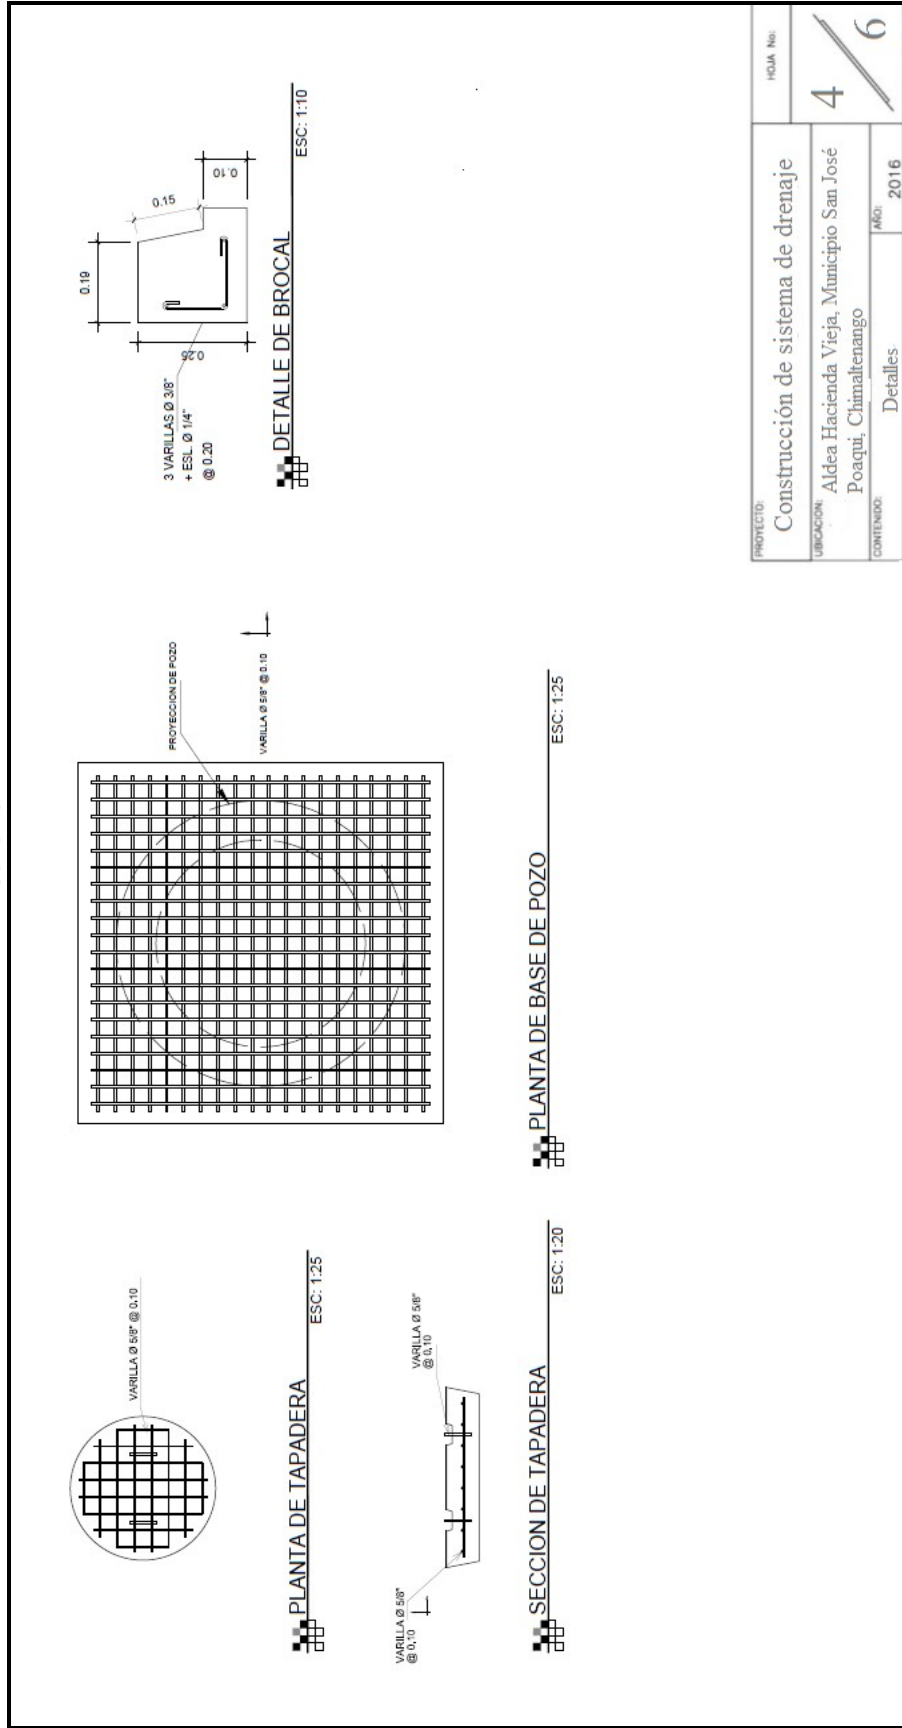 VARILLA Ø 5/8" @ 0.10
PLANTA DE TAPADERA
ESC: 1:25
VARILLA Ø 5/8"
@ 0,10
VARILLA Ø 5/8"
@ 0,10
SECCION DE TAPADERA
ESC: 1:20
PROYECCION DE POZO
VARILLA Ø 5/8" @ 0.10
PLANTA DE BASE DE POZO
ESC: 1:25
0.19
0.15
0.10
0.25
3 VARILLAS Ø 3/8"
+ ESL. Ø 1/4"
@ 0.20
DETALLE DE BROCAL
ESC: 1:10
PROYECTO:
Construcción de sistema de drenaje
UBICACION:
Aldea Hacienda Vieja, Municipio San José
Poaqui, Chimaltenango
CONTENIDO:
Detalles
AÑO:
2016
HOJA No:
4
6